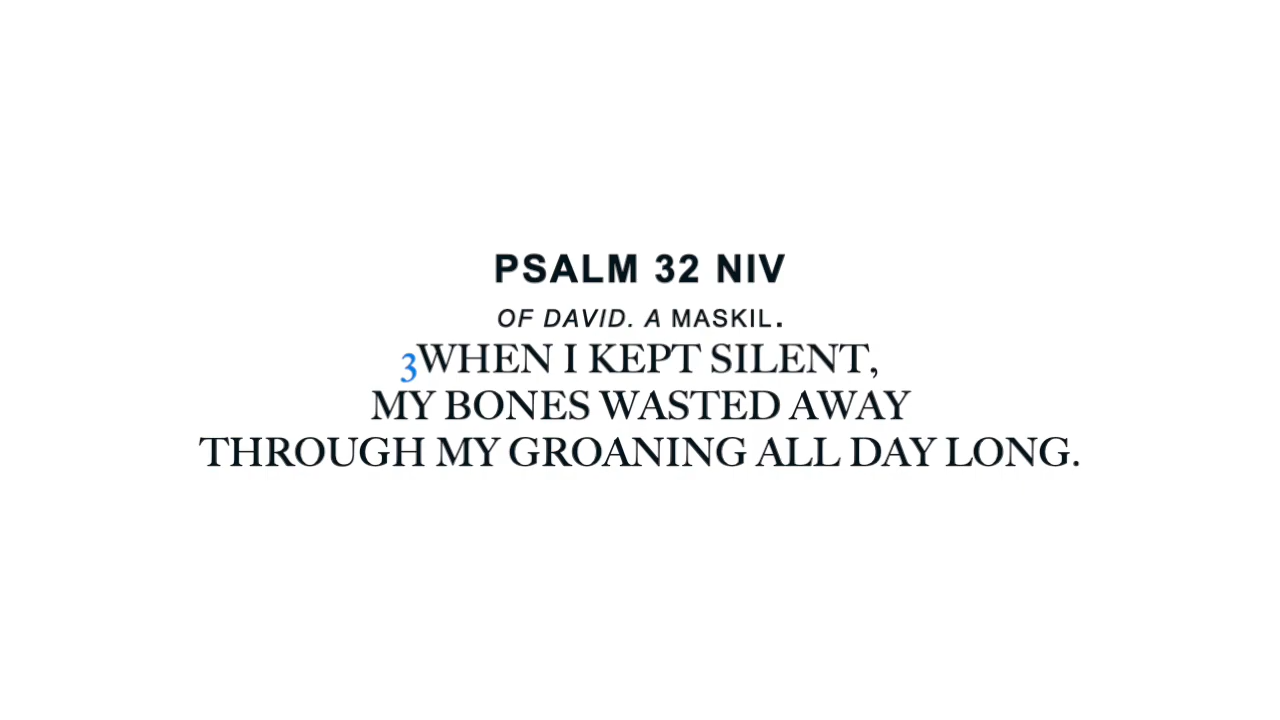 PSALM 32 NIV
OF DAVID. A MASKIL.
3WHEN I KEPT SILENT,
MY BONES WASTED AWAY
THROUGH MY GROANING ALL DAY LONG.